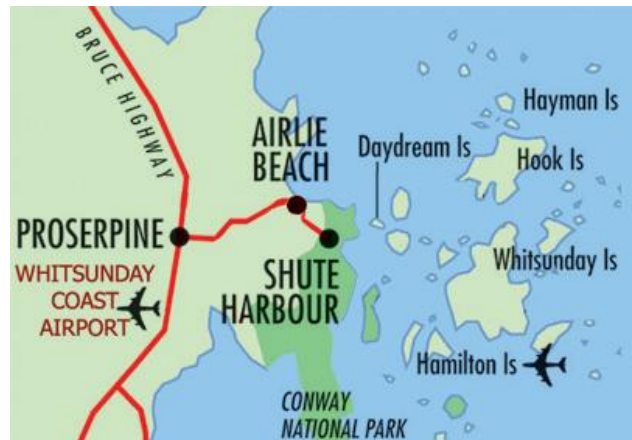 BRUCE HIGHWAY
Hayman Is
AIRLIE
BEACH
Daydream Is
Hook Is
PROSERPINE
WHITSUNDAY
COAST
AIRPORT
SHUTE
HARBOUR
Whitsunday Is
Hamilton Is
CONWAY
NATIONAL PARK